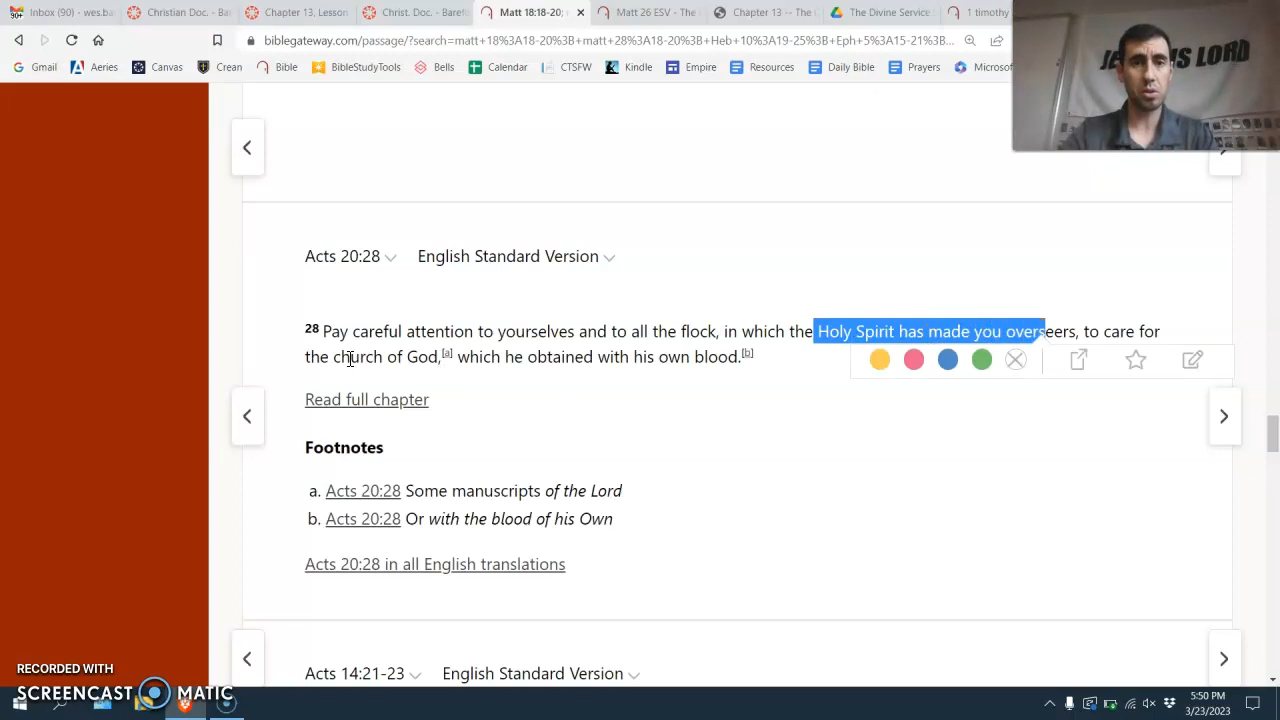 Inbox (90) - wes.ba
Christian Doc. - Baref
Chapter 13, Lesson
Christ. Doc. - Barefi
Matt 18:18-20;
Matt 26 ESV - The
Chapter 13 -- The
The Divine Service
1 timothy
biblegateway.com/passage/?search=matt+18%3A18-20%3B+matt+28%3A18-20%3B+Heb+10%3A19-25%3B+Eph+5%3A15-21%3B...
Gmail
Aeries
Canvas
Crean
Bible
BibleStudyTools
Calendar
CTSFW
Kickle
Empire
Resources
Daily Bible
Prayers
Microsof
JE IS LORD
Acts 20:28 English Standard Version
28 Pay careful attention to yourselves and to all the flock, in which the Holy Spirit has made you overseers, to care for
the church of God,[a] which he obtained with his own blood.[b]
Read full chapter
Footnotes
a. Acts 20:28 Some manuscripts of the Lord
b. Acts 20:28 Or with the blood of his Own
Acts 20:28 in all English translations
Acts 14:21-23 English Standard Version
RECORDED WITH
SCREENCAST MATIC
5:50 PM
3/23/2023